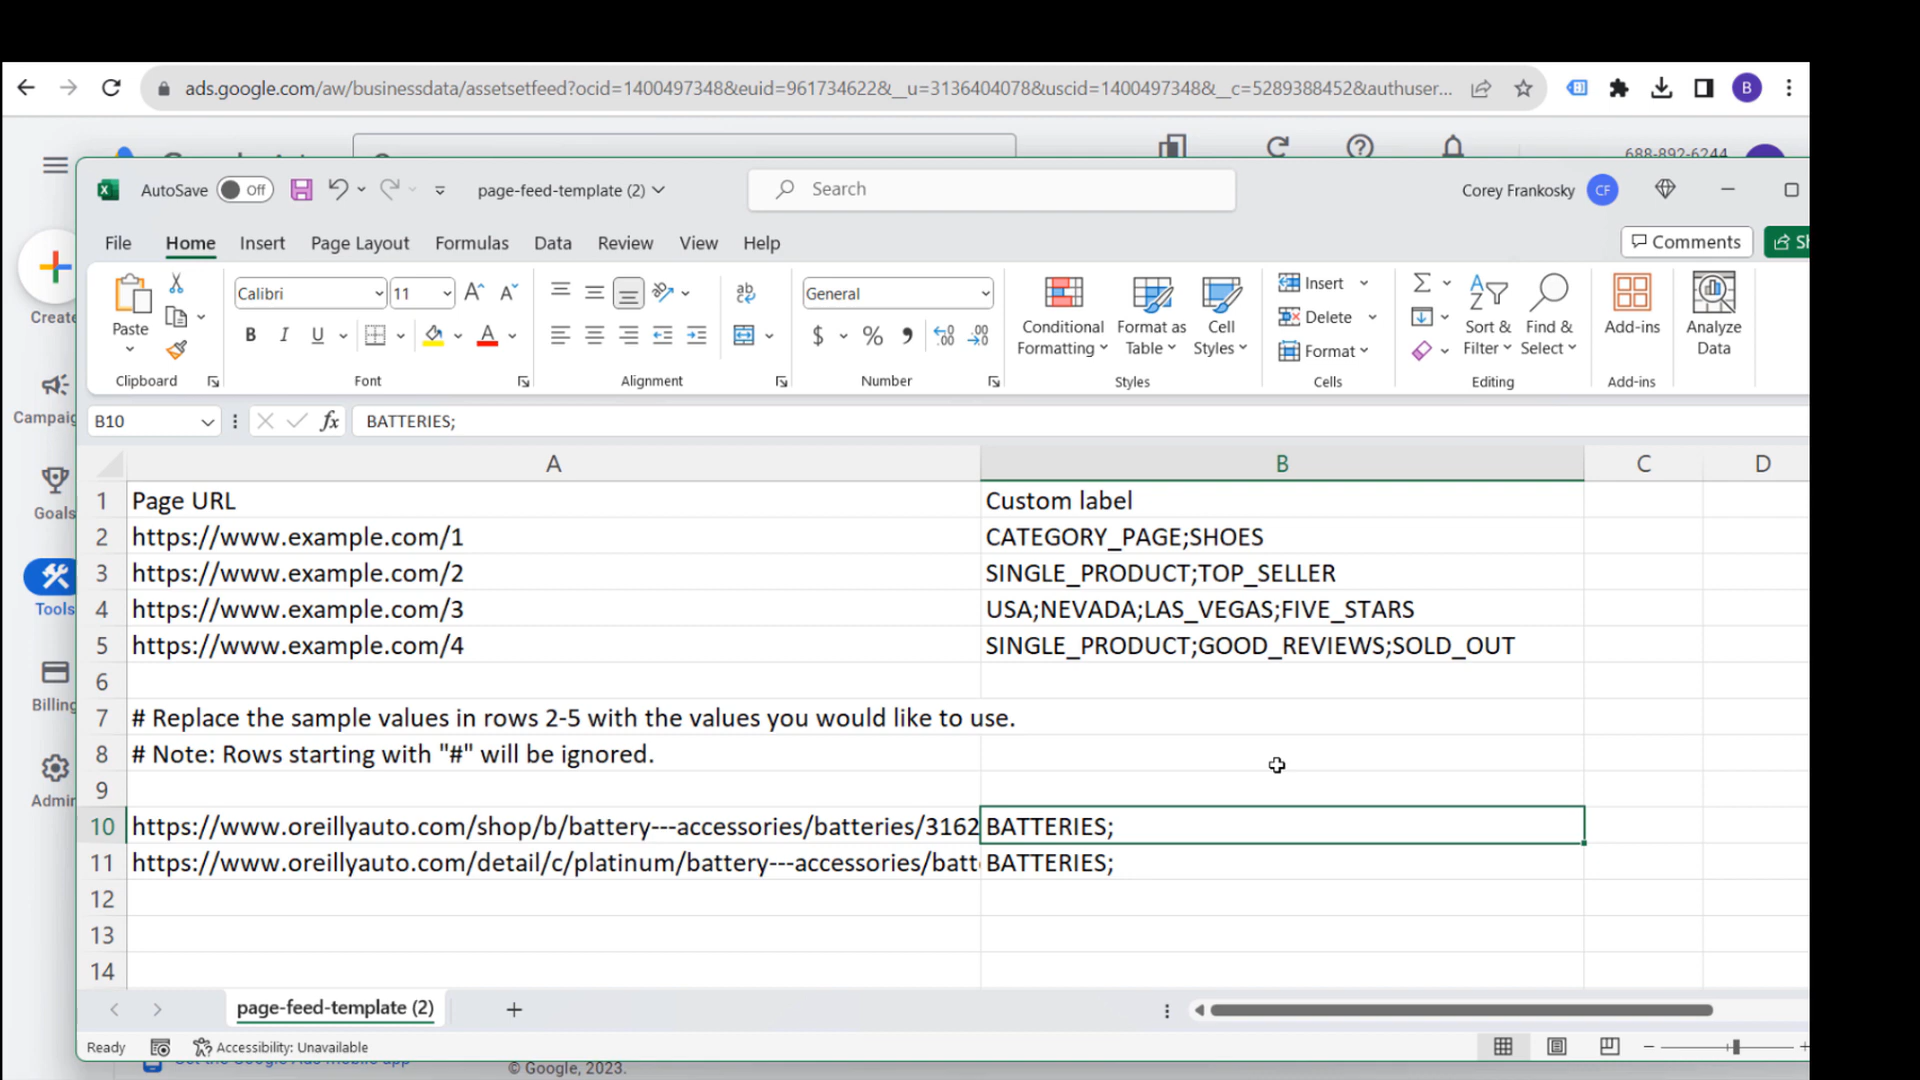 ads.google.com/aw/businessdata/assetsetfeed?ocid=1400497348&euid=961734622&__u=3136404078&uscid=1400497348&__c=5289388452&authuser...
B
688-892-6244
AutoSave Off page-feed-template (2) Search Corey Frankosky CF
File Home Insert Page Layout Formulas Data Review View Help Comments Sh
Create
Campaig
Goals
Tools
Billing
Admin
Paste
Clipboard
Calibri 11
B I U A
Font
ab
Alignment
General
$ %
Number
Conditional Formatting
Format as Table
Cell Styles
Styles
Insert
Delete
Format
Cells
Sort & Filter
Find & Select
Editing
Add-ins
Add-ins
Analyze Data
B10 fx BATTERIES;
A B C D
1 Page URL Custom label
2 https://www.example.com/1 CATEGORY_PAGE;SHOES
3 https://www.example.com/2 SINGLE_PRODUCT;TOP_SELLER
4 https://www.example.com/3 USA;NEVADA;LAS_VEGAS;FIVE_STARS
5 https://www.example.com/4 SINGLE_PRODUCT;GOOD_REVIEWS;SOLD_OUT
6
7 # Replace the sample values in rows 2-5 with the values you would like to use.
8 # Note: Rows starting with "#" will be ignored.
9
10 https://www.oreillyauto.com/shop/b/battery---accessories/batteries/3162 BATTERIES;
11 https://www.oreillyauto.com/detail/c/platinum/battery---accessories/batt BATTERIES;
12
13
14
page-feed-template (2)
Ready Accessibility: Unavailable
© Google, 2023.